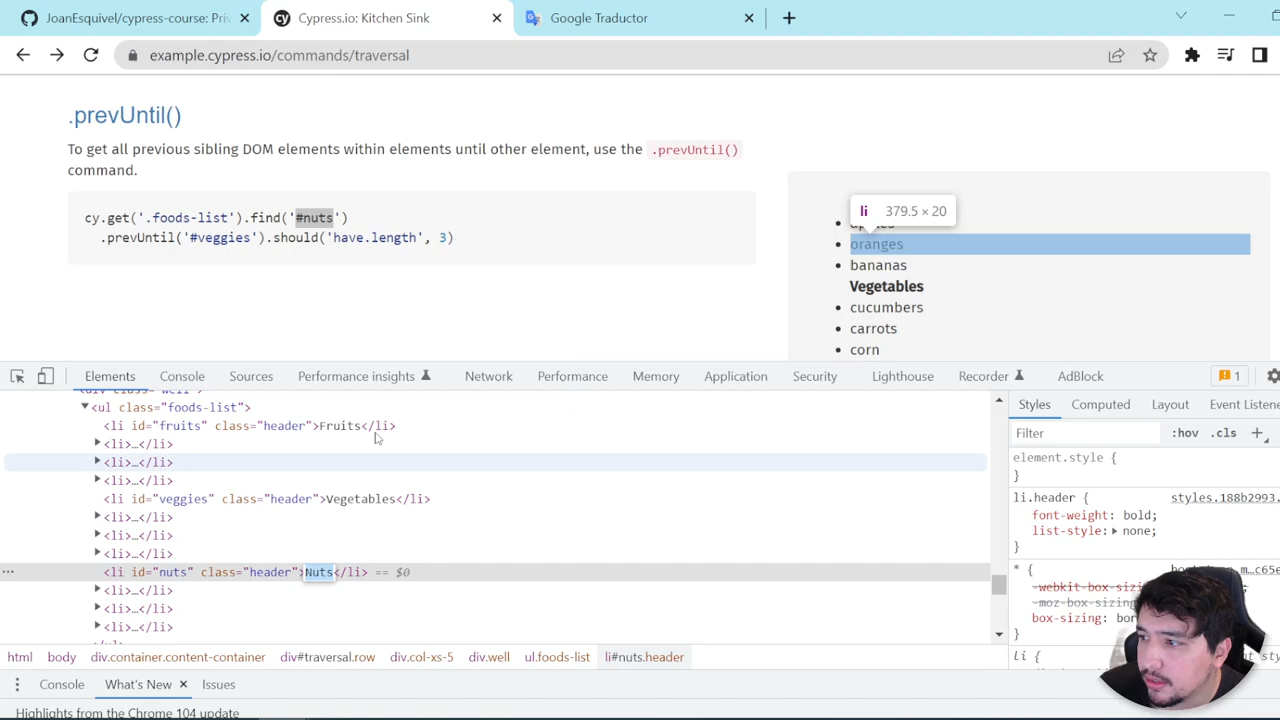 JoanEsquivel/cypress-course: Pri
Cypress.io: Kitchen Sink
Google Traductor
example.cypress.io/commands/traversal
.prevUntil()
To get all previous sibling DOM elements within elements until other element, use the .prevUntil()
command.
cy.get('.foods-list').find('#nuts')
.prevUntil('#veggies').should('have.length', 3)
li 379.5 × 20
oranges
bananas
Vegetables
cucumbers
carrots
corn
Elements Console Sources Performance insights Network Performance Memory Application Security Lighthouse Recorder AdBlock 1
<ul class="foods-list">
<li id="fruits" class="header">Fruits</li>
<li>…</li>
<li>…</li>
<li>…</li>
<li id="veggies" class="header">Vegetables</li>
<li>…</li>
<li>…</li>
<li>…</li>
<li id="nuts" class="header">Nuts</li> == $0
<li>…</li>
<li>…</li>
<li>…</li>
html body div.container.content-container div#traversal.row div.col-xs-5 div.well ul.foods-list li#nuts.header
Styles Computed Layout Event Listene
Filter :hov .cls
element.style {
}
li.header { styles.188b2993.
font-weight: bold;
list-style: none;
}
* {
-webkit-box-sizi
-moz-box-sizing
box-sizing: bor
}
li {
Console What's New Issues
Highlights from the Chrome 104 update